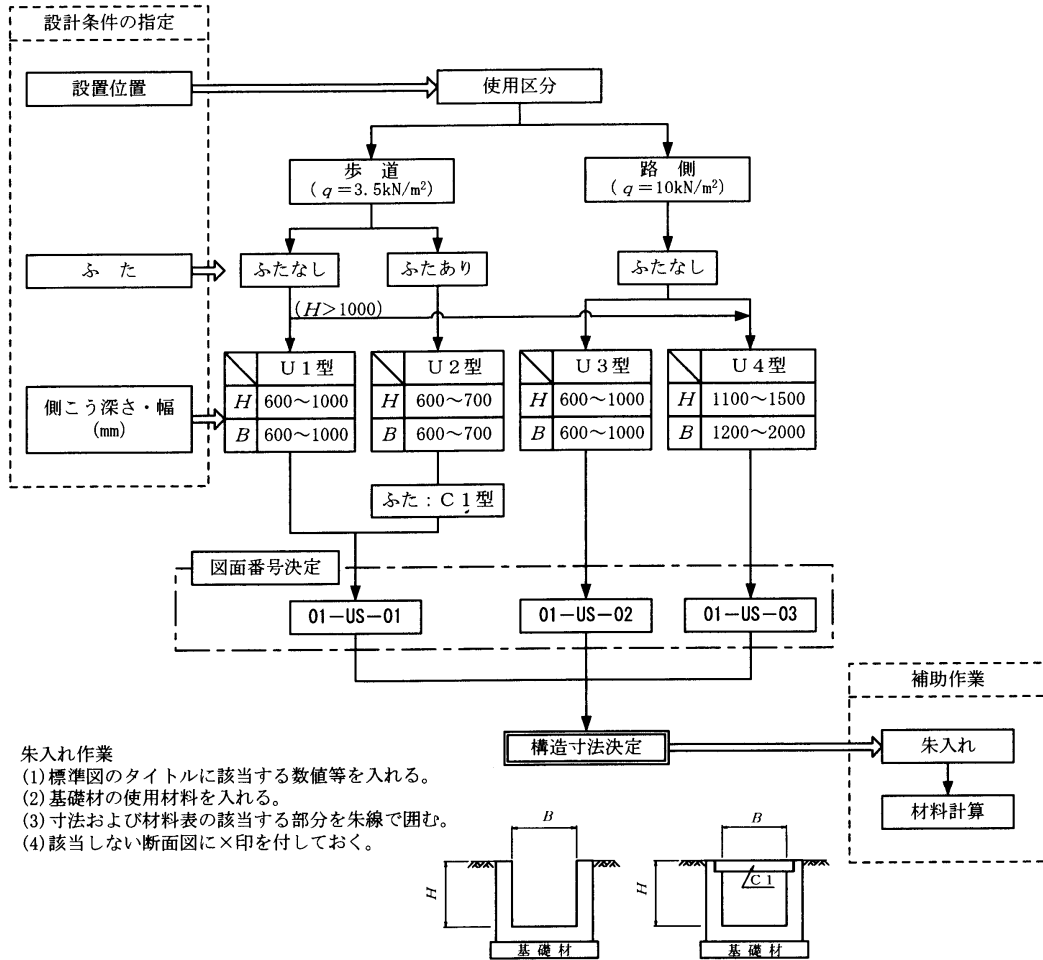 設計条件の指定
設置位置
使用区分
歩 道
(q＝3.5kN/m²)
路 側
(q＝10kN/m²)
ふ た
ふたなし
ふたあり
ふたなし
(H＞1000)
側こう深さ・幅
(mm)
U1型
H 600～1000
B 600～1000
U2型
H 600～700
B 600～700
U3型
H 600～1000
B 600～1000
U4型
H 1100～1500
B 1200～2000
ふた：C1型
図面番号決定
01－US－01
01－US－02
01－US－03
構造寸法決定
補助作業
朱入れ
材料計算
朱入れ作業
(1)標準図のタイトルに該当する数値等を入れる。
(2)基礎材の使用材料を入れる。
(3)寸法および材料表の該当する部分を朱線で囲む。
(4)該当しない断面図に×印を付しておく。
B
H
基礎材
B
H
C1
基礎材